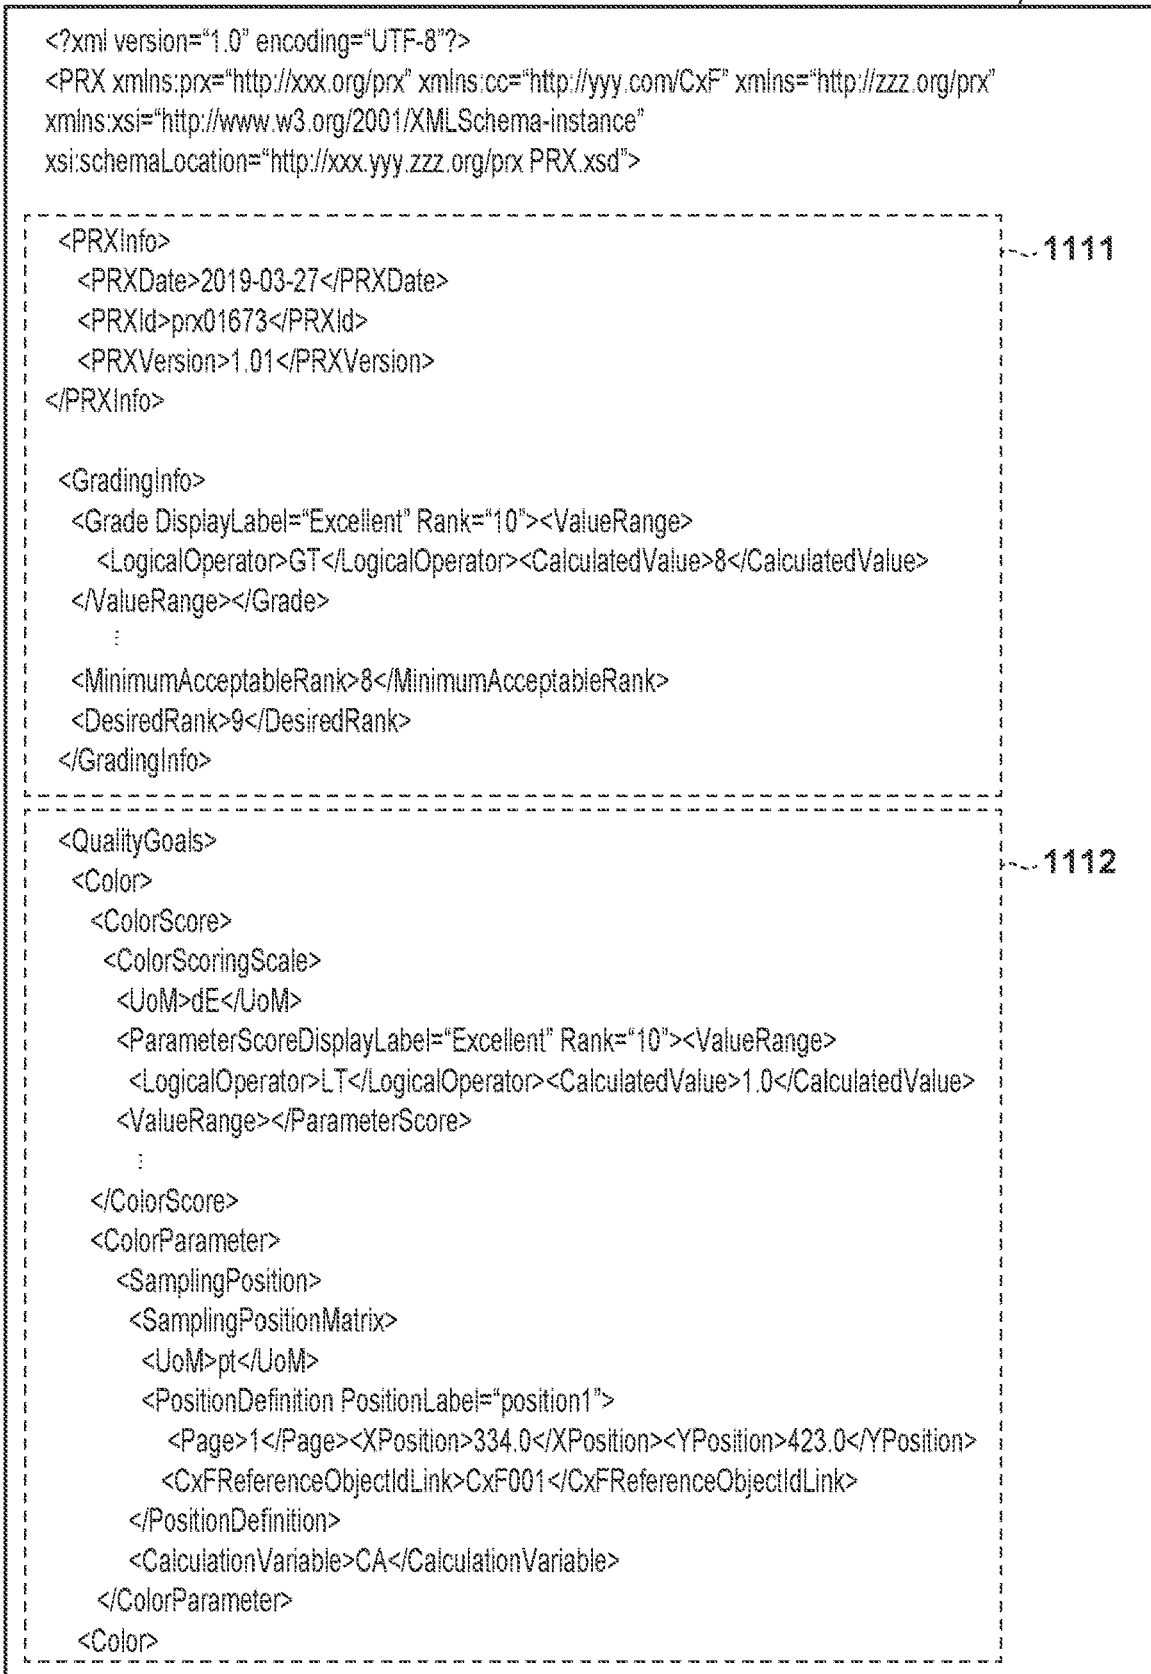 <?xml version="1.0" encoding="UTF-8"?>
<PRX xmlns:prx="http://xxx.org/prx" xmlns:cc="http://yyy.com/CxF" xmlns="http://zzz.org/prx"
xmlns:xsi="http://www.w3.org/2001/XMLSchema-instance"
xsi:schemaLocation="http://xxx.yyy.zzz.org/prx PRX.xsd">
<PRXInfo>
1111
<PRXDate>2019-03-27</PRXDate>
<PRXId>prx01673</PRXId>
<PRXVersion>1.01</PRXVersion>
</PRXInfo>
<GradingInfo>
<Grade DisplayLabel="Excellent" Rank="10"><ValueRange>
<LogicalOperator>GT</LogicalOperator><CalculatedValue>8</CalculatedValue>
</ValueRange></Grade>
⋮
<MinimumAcceptableRank>8</MinimumAcceptableRank>
<DesiredRank>9</DesiredRank>
</GradingInfo>
<QualityGoals>
1112
<Color>
<ColorScore>
<ColorScoringScale>
<UoM>dE</UoM>
<ParameterScoreDisplayLabel="Excellent" Rank="10"><ValueRange>
<LogicalOperator>LT</LogicalOperator><CalculatedValue>1.0</CalculatedValue>
<ValueRange></ParameterScore>
⋮
</ColorScore>
<ColorParameter>
<SamplingPosition>
<SamplingPositionMatrix>
<UoM>pt</UoM>
<PositionDefinition PositionLabel="position1">
<Page>1</Page><XPosition>334.0</XPosition><YPosition>423.0</YPosition>
<CxFReferenceObjectIdLink>CxF001</CxFReferenceObjectIdLink>
</PositionDefinition>
<CalculationVariable>CA</CalculationVariable>
</ColorParameter>
<Color>